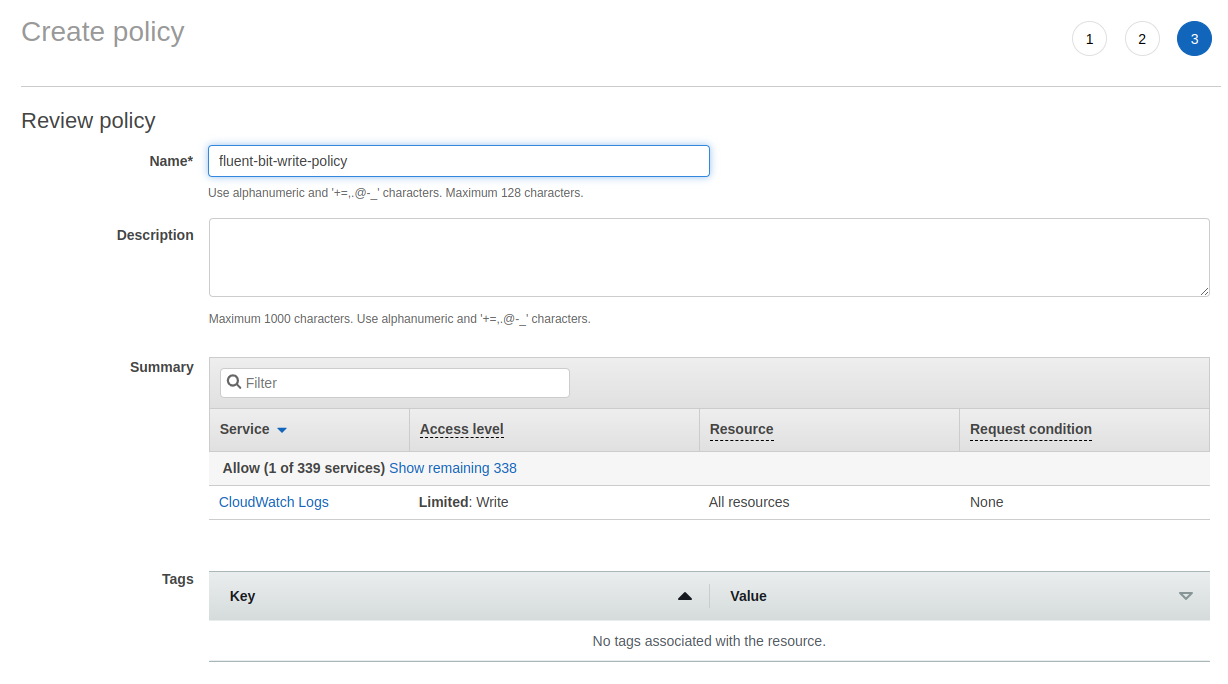 Create policy
1 2 3
Review policy
Name* fluent-bit-write-policy
Use alphanumeric and '+=,.@-_' characters. Maximum 128 characters.
Description
Maximum 1000 characters. Use alphanumeric and '+=,.@-_' characters.
Summary Filter
Service Access level Resource Request condition
Allow (1 of 339 services) Show remaining 338
CloudWatch Logs Limited: Write All resources None
Tags
Key Value
No tags associated with the resource.